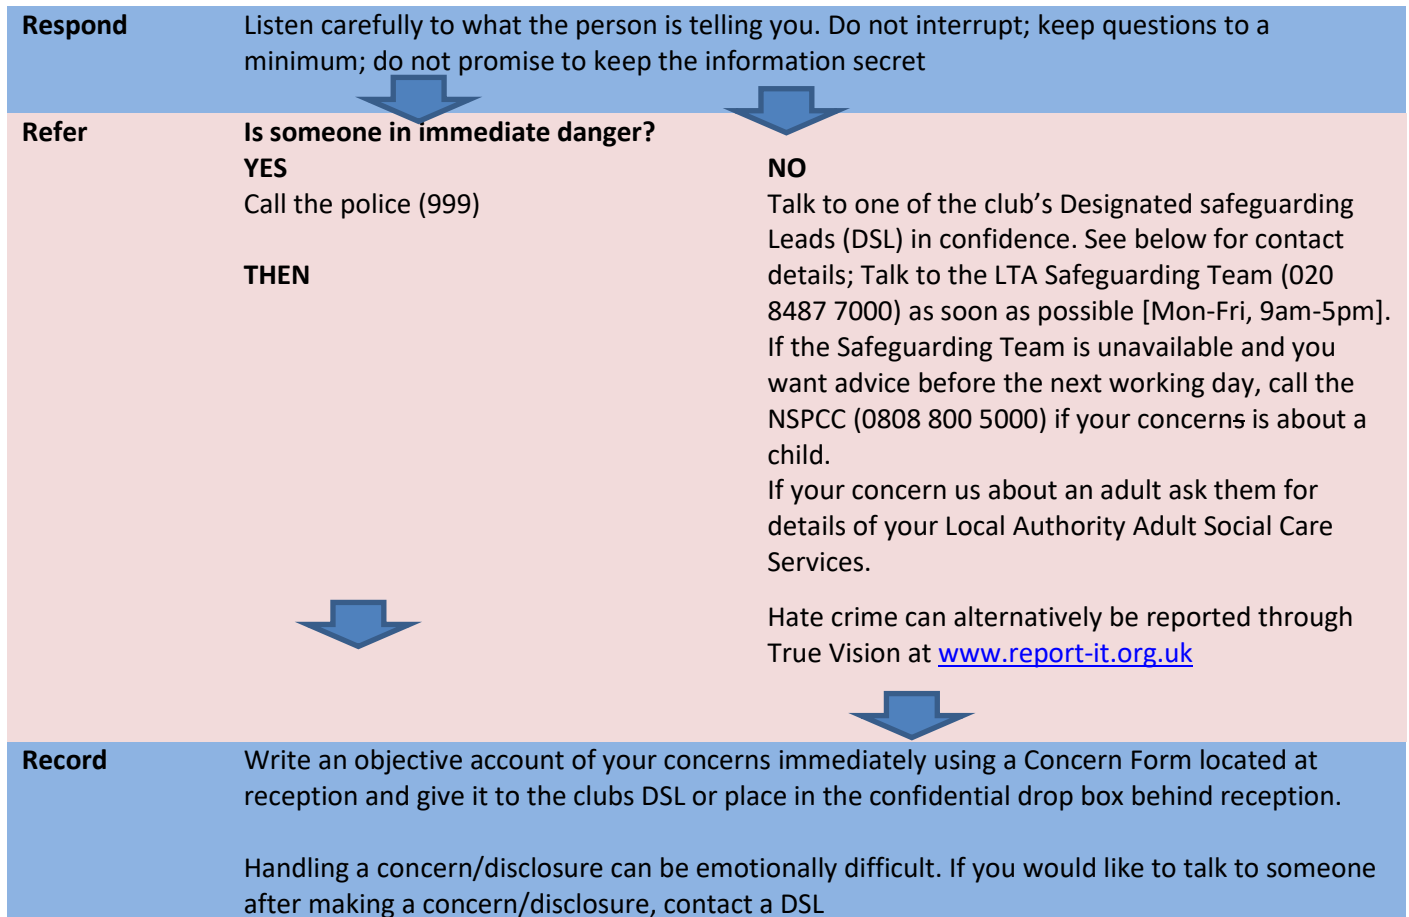 Respond
Listen carefully to what the person is telling you. Do not interrupt; keep questions to a
minimum; do not promise to keep the information secret
Refer
Is someone in immediate danger?
YES
Call the police (999)
THEN
NO
Talk to one of the club’s Designated safeguarding
Leads (DSL) in confidence. See below for contact
details; Talk to the LTA Safeguarding Team (020
8487 7000) as soon as possible [Mon-Fri, 9am-5pm].
If the Safeguarding Team is unavailable and you
want advice before the next working day, call the
NSPCC (0808 800 5000) if your concerns is about a
child.
If your concern us about an adult ask them for
details of your Local Authority Adult Social Care
Services.
Hate crime can alternatively be reported through
True Vision at www.report-it.org.uk
Record
Write an objective account of your concerns immediately using a Concern Form located at
reception and give it to the clubs DSL or place in the confidential drop box behind reception.
Handling a concern/disclosure can be emotionally difficult. If you would like to talk to someone
after making a concern/disclosure, contact a DSL